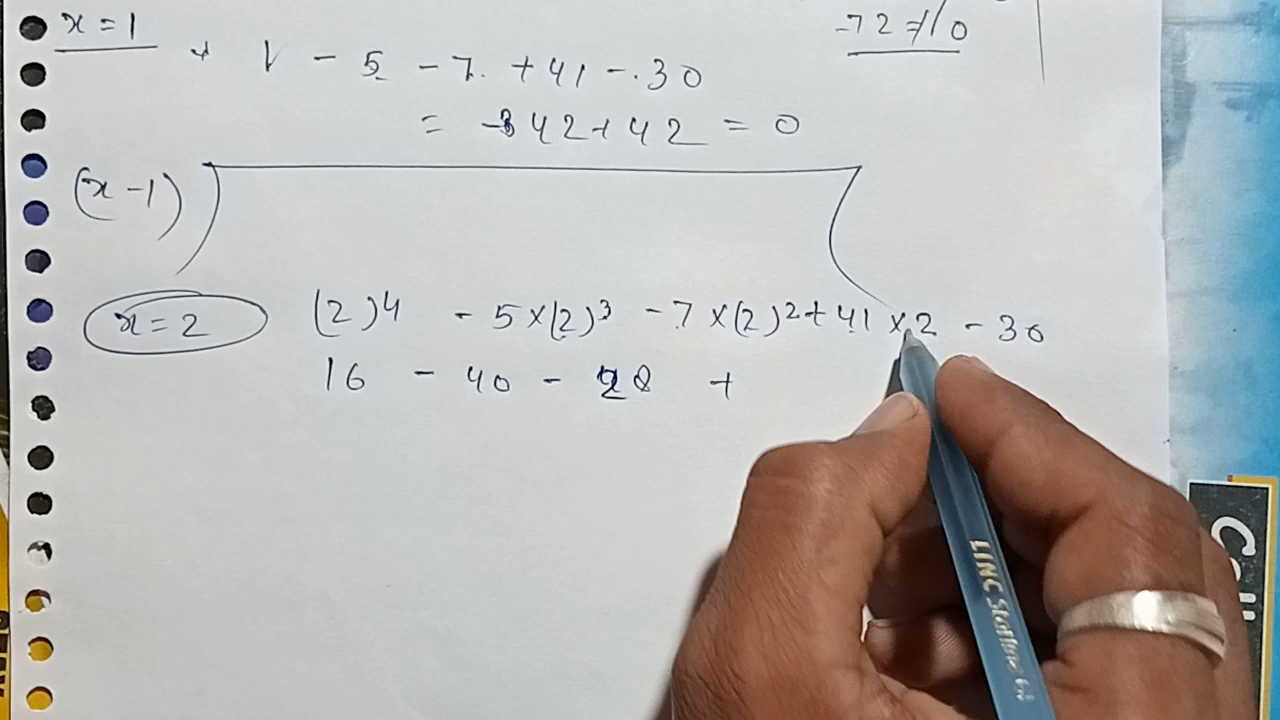 x = 1
-72 ≠ 0
1 - 5 - 7 + 41 - 30
= -42 + 42 = 0
(x - 1)
x = 2
(2)⁴ - 5 × (2)³ - 7 × (2)² + 41 × 2 - 30
16 - 40 - 28 +
LINC Starline